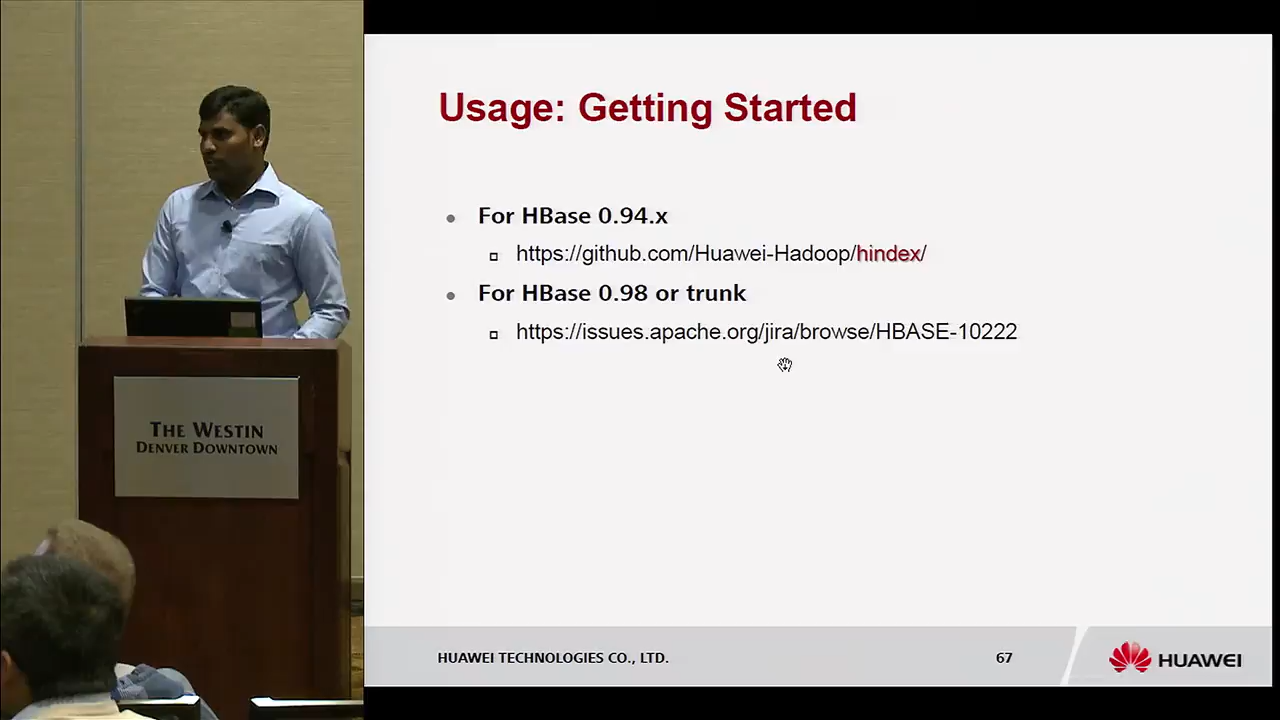 Usage: Getting Started
For HBase 0.94.x
https://github.com/Huawei-Hadoop/hindex/
For HBase 0.98 or trunk
https://issues.apache.org/jira/browse/HBASE-10222
THE WESTIN
DENVER DOWNTOWN
HUAWEI TECHNOLOGIES CO., LTD.
67
HUAWEI